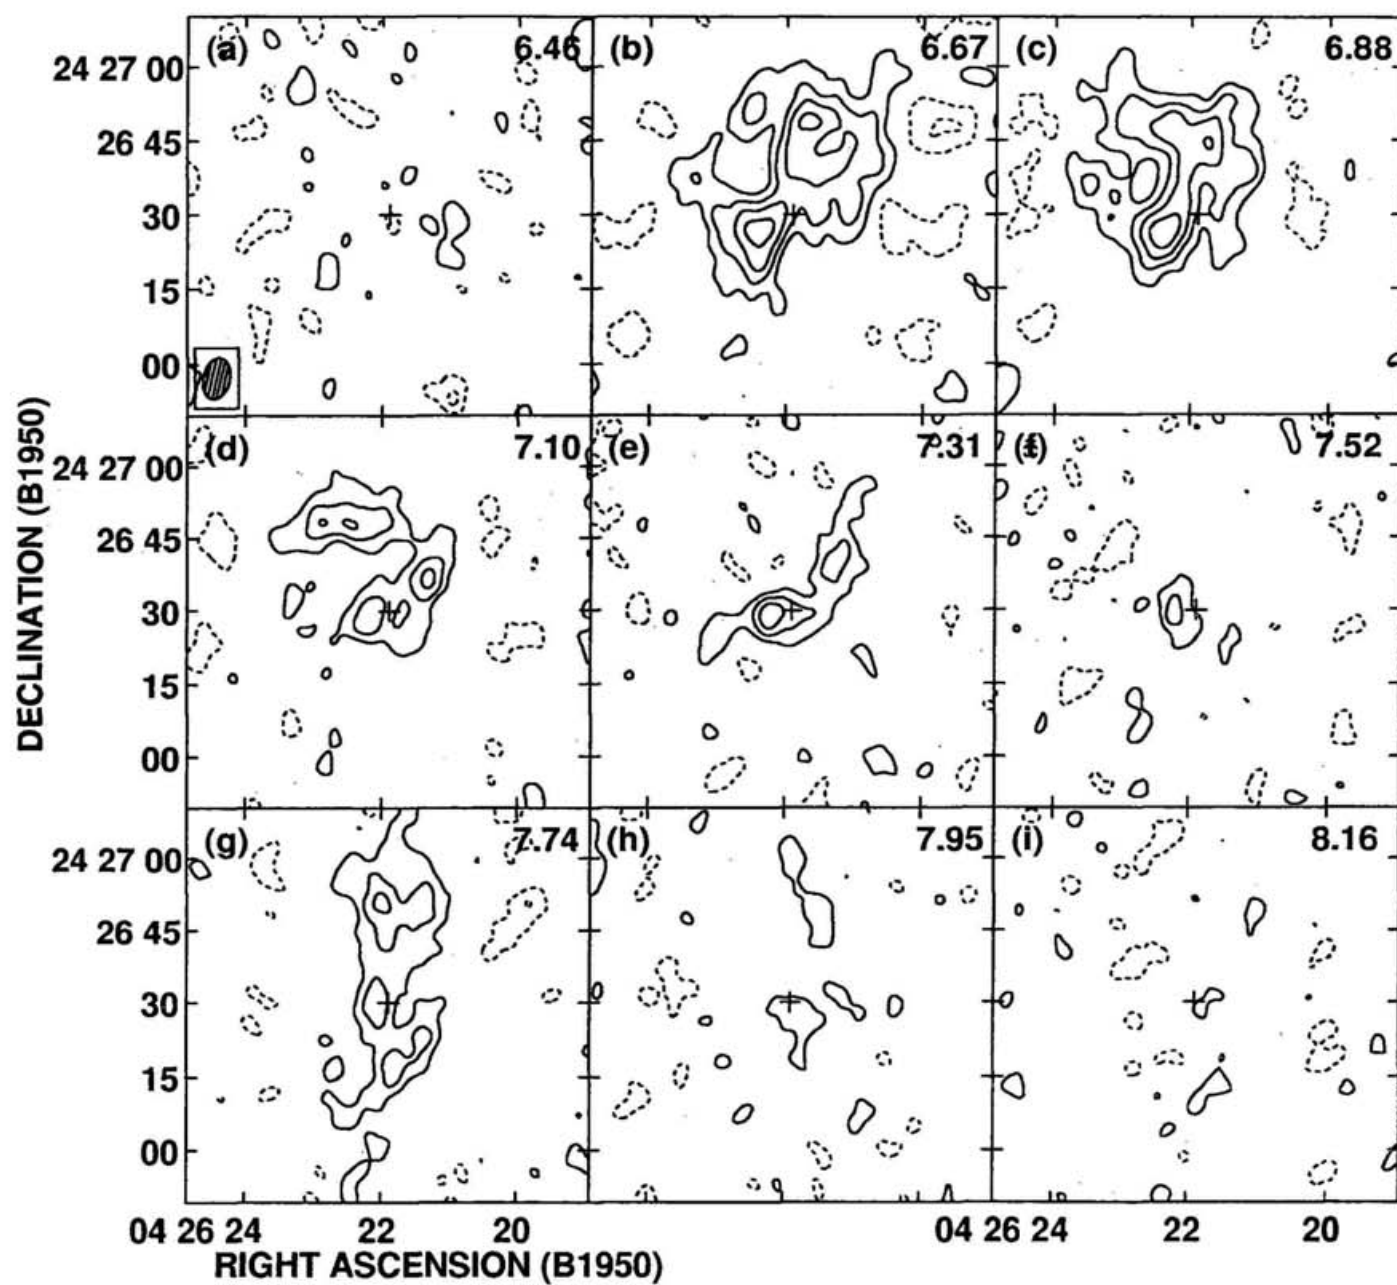 (a) 6.46 (b) 6.67 (c) 6.88
24 27 00
26 45
30
15
00
(d) 7.10 (e) 7.31 (f) 7.52
24 27 00
26 45
30
15
00
DECLINATION (B1950)
(g) 7.74 (h) 7.95 (i) 8.16
24 27 00
26 45
30
15
00
04 26 24 22 20 04 26 24 22 20
RIGHT ASCENSION (B1950)